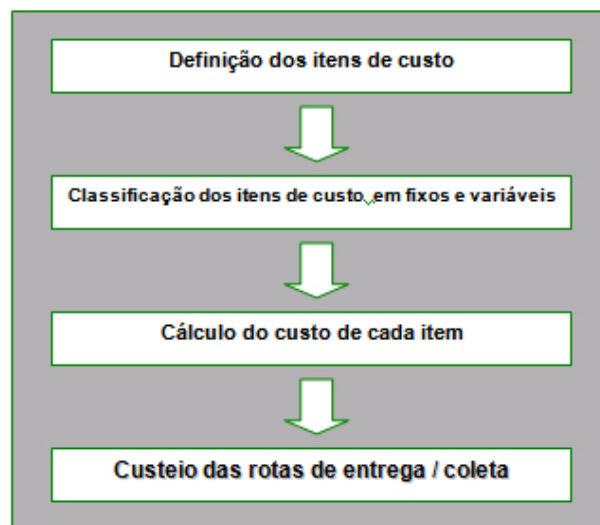 Definição dos itens de custo
Classificação dos itens de custo em fixos e variáveis
Cálculo do custo de cada item
Custeio das rotas de entrega / coleta